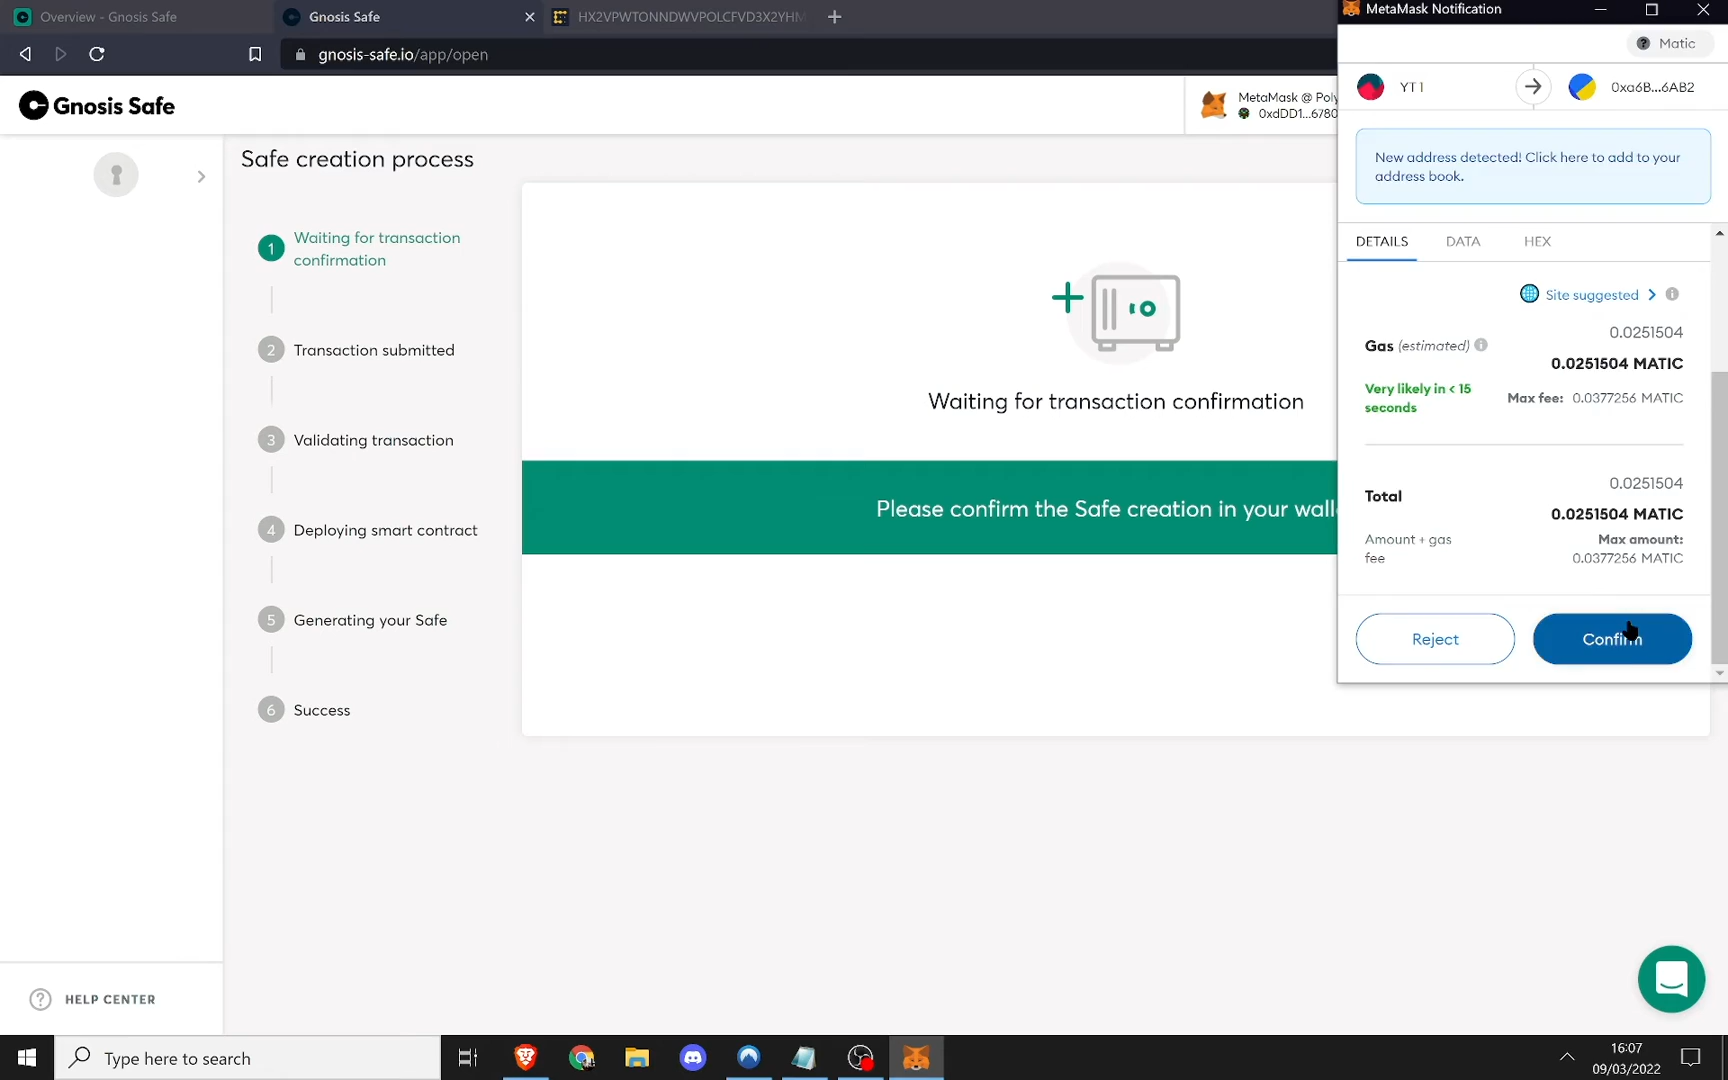 Overview - Gnosis Safe
Gnosis Safe
HX2VPWTONNDWVPOLCFVD3X2YHM
MetaMask Notification
gnosis-safe.io/app/open
Matic
Gnosis Safe
MetaMask @ Poly
0xdDD1...6780
YT 1
0xa6B...6AB2
New address detected! Click here to add to your
address book.
Safe creation process
DETAILS
DATA
HEX
1
Waiting for transaction
confirmation
Site suggested
Gas (estimated)
0.0251504
0.0251504 MATIC
Very likely in < 15
seconds
Max fee: 0.0377256 MATIC
2
Transaction submitted
Waiting for transaction confirmation
3
Validating transaction
Total
0.0251504
0.0251504 MATIC
Amount + gas
fee
Max amount:
0.0377256 MATIC
Please confirm the Safe creation in your walle
4
Deploying smart contract
5
Generating your Safe
Reject
Confirm
6
Success
HELP CENTER
Type here to search
16:07
09/03/2022